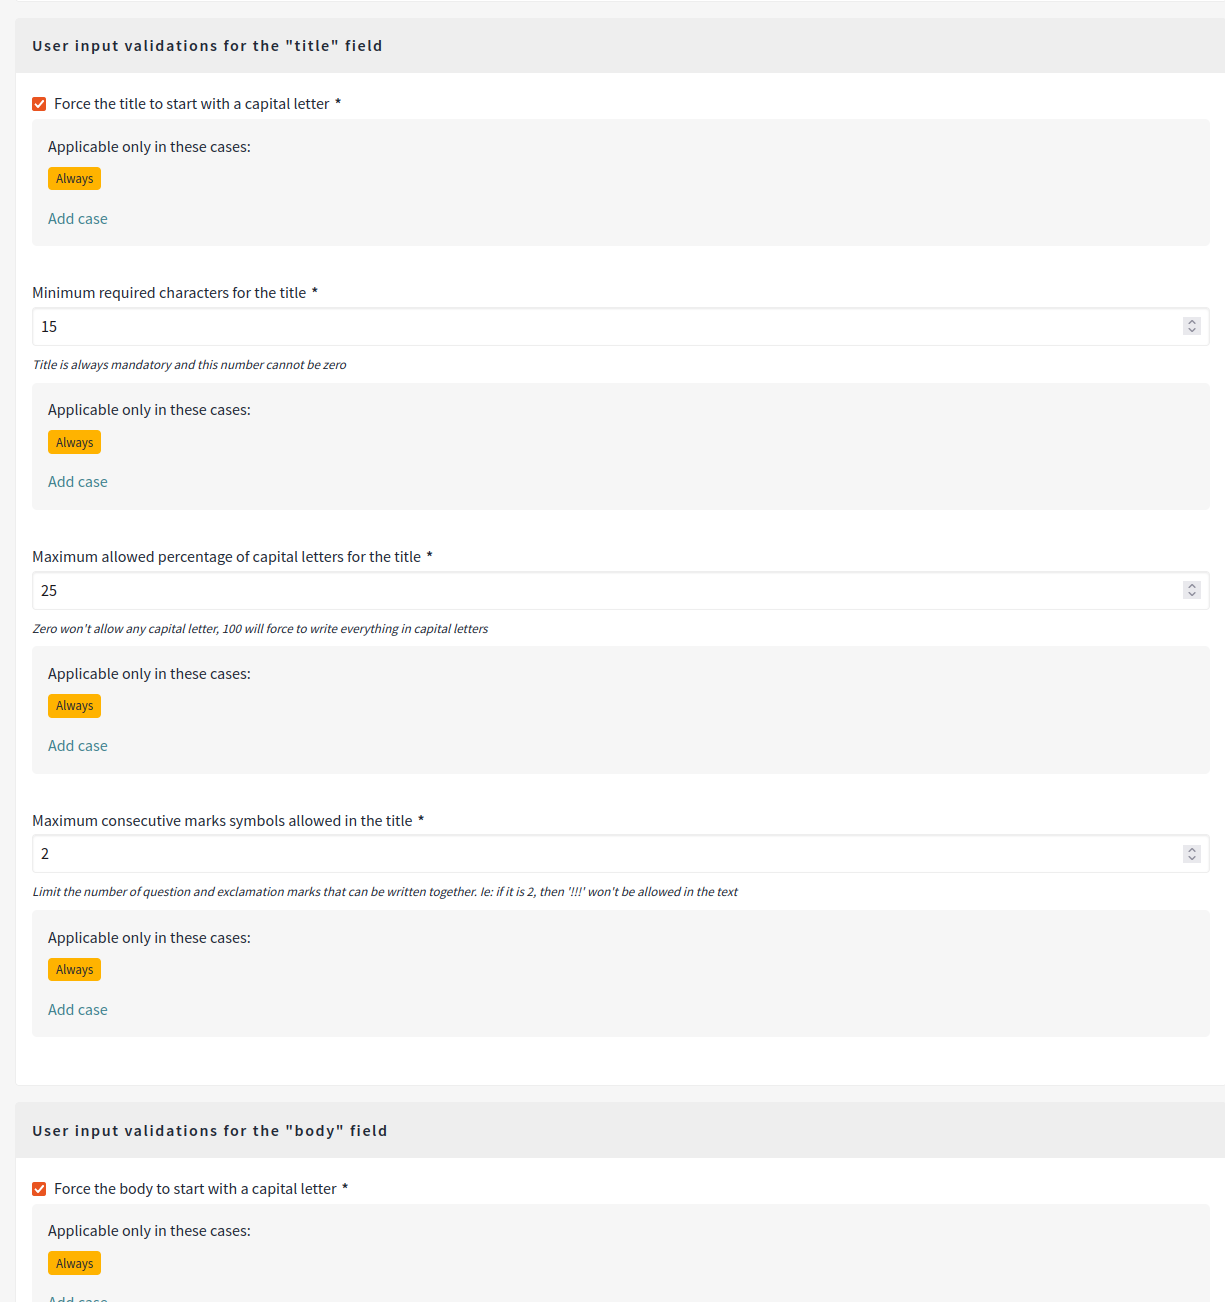 User input validations for the "title" field
Force the title to start with a capital letter *
Applicable only in these cases:
Always
Add case
Minimum required characters for the title *
15
Title is always mandatory and this number cannot be zero
Applicable only in these cases:
Always
Add case
Maximum allowed percentage of capital letters for the title *
25
Zero won't allow any capital letter, 100 will force to write everything in capital letters
Applicable only in these cases:
Always
Add case
Maximum consecutive marks symbols allowed in the title *
2
Limit the number of question and exclamation marks that can be written together. Ie: if it is 2, then '!!!' won't be allowed in the text
Applicable only in these cases:
Always
Add case
User input validations for the "body" field
Force the body to start with a capital letter *
Applicable only in these cases:
Always
Add case